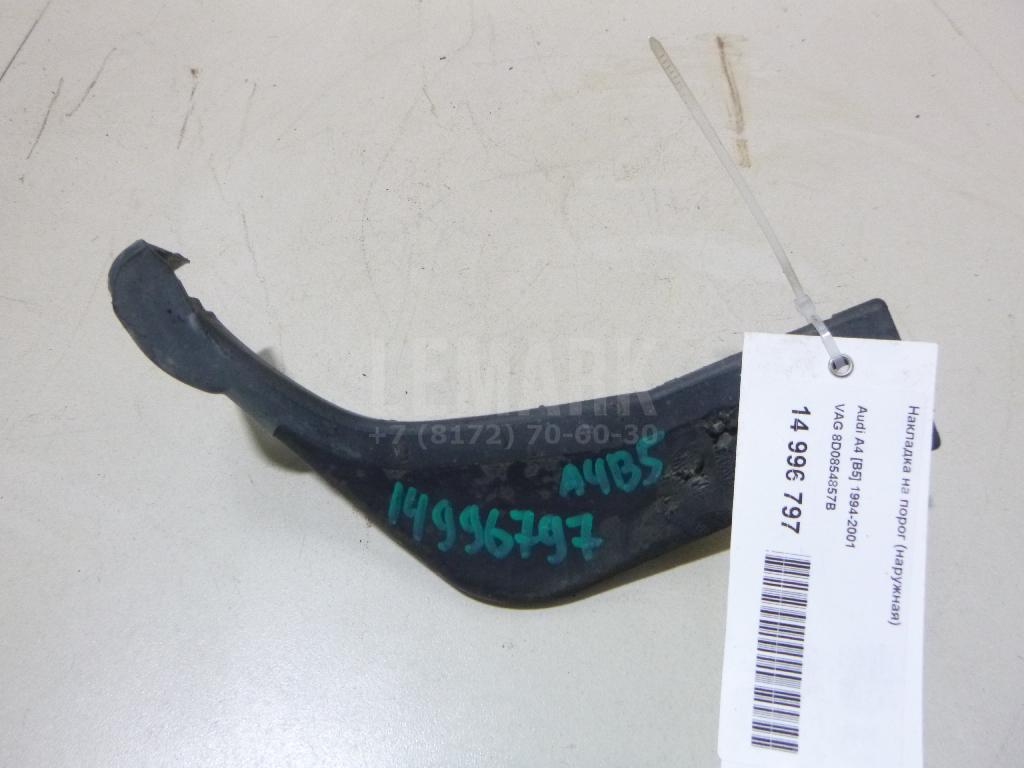 LEMARK
+7 (8172) 70-60-30
A4B5
14996797
Накладка на порог (наружная)
Audi A4 [B5] 1994-2001
VAG 8D0854857B
14 996 797